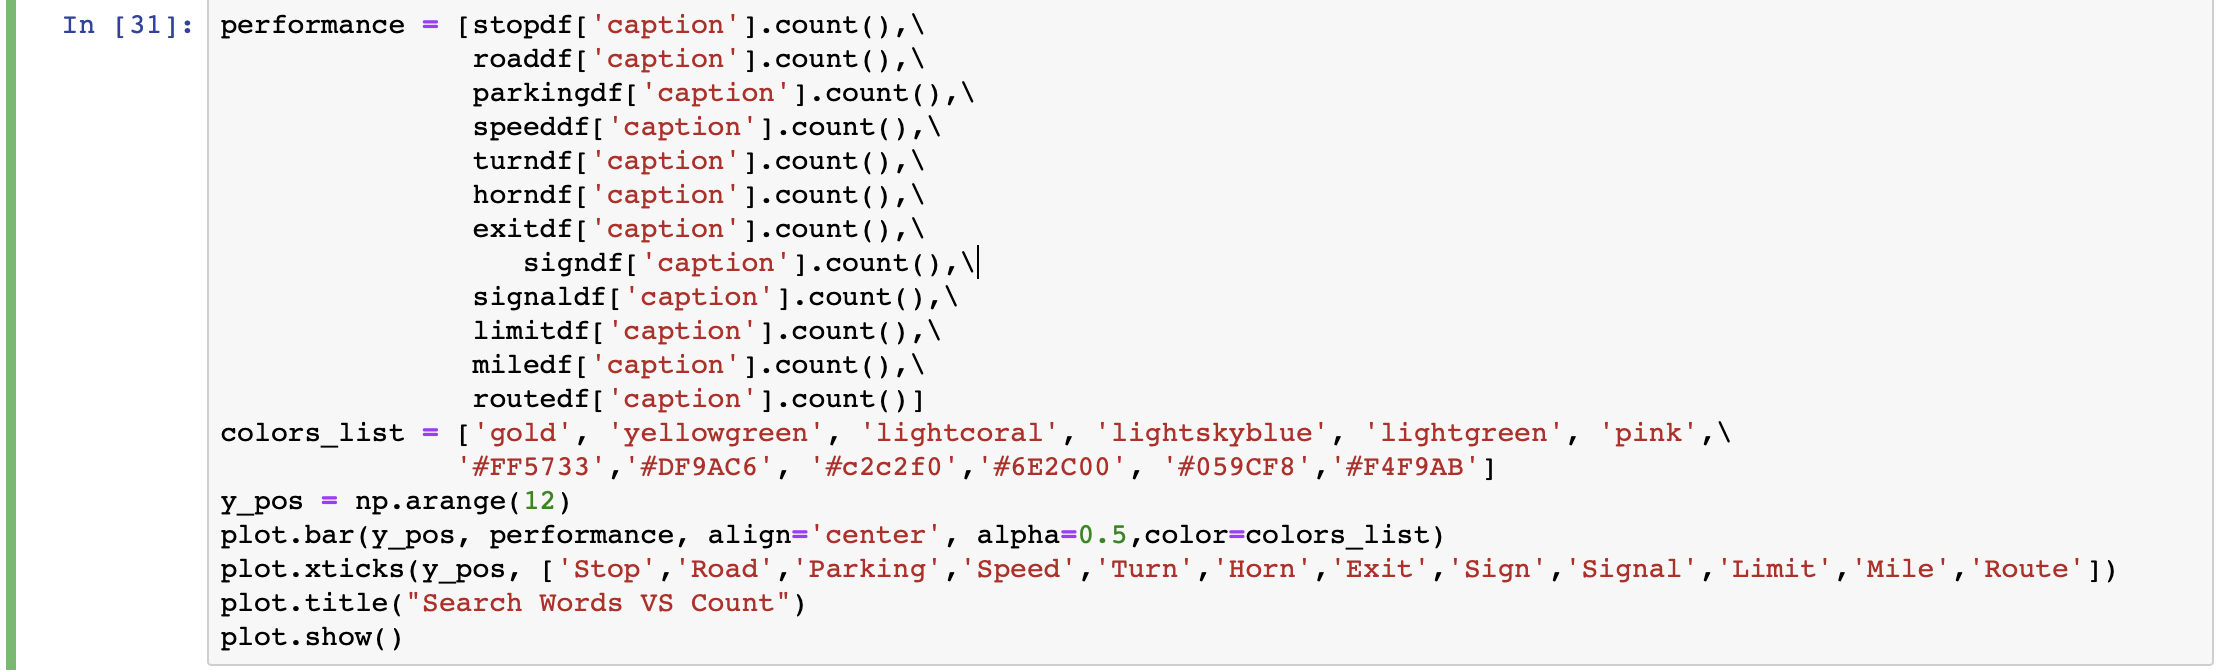 In [31]: performance = [stopdf['caption'].count(),\
               roaddf['caption'].count(),\
               parkingdf['caption'].count(),\
               speeddf['caption'].count(),\
               turndf['caption'].count(),\
               horndf['caption'].count(),\
               exitdf['caption'].count(),\
                  signdf['caption'].count(),\
               signaldf['caption'].count(),\
               limitdf['caption'].count(),\
               miledf['caption'].count(),\
               routedf['caption'].count()]
colors_list = ['gold', 'yellowgreen', 'lightcoral', 'lightskyblue', 'lightgreen', 'pink',\
              '#FF5733','#DF9AC6', '#c2c2f0','#6E2C00', '#059CF8','#F4F9AB']
y_pos = np.arange(12)
plot.bar(y_pos, performance, align='center', alpha=0.5,color=colors_list)
plot.xticks(y_pos, ['Stop','Road','Parking','Speed','Turn','Horn','Exit','Sign','Signal','Limit','Mile','Route'])
plot.title("Search Words VS Count")
plot.show()